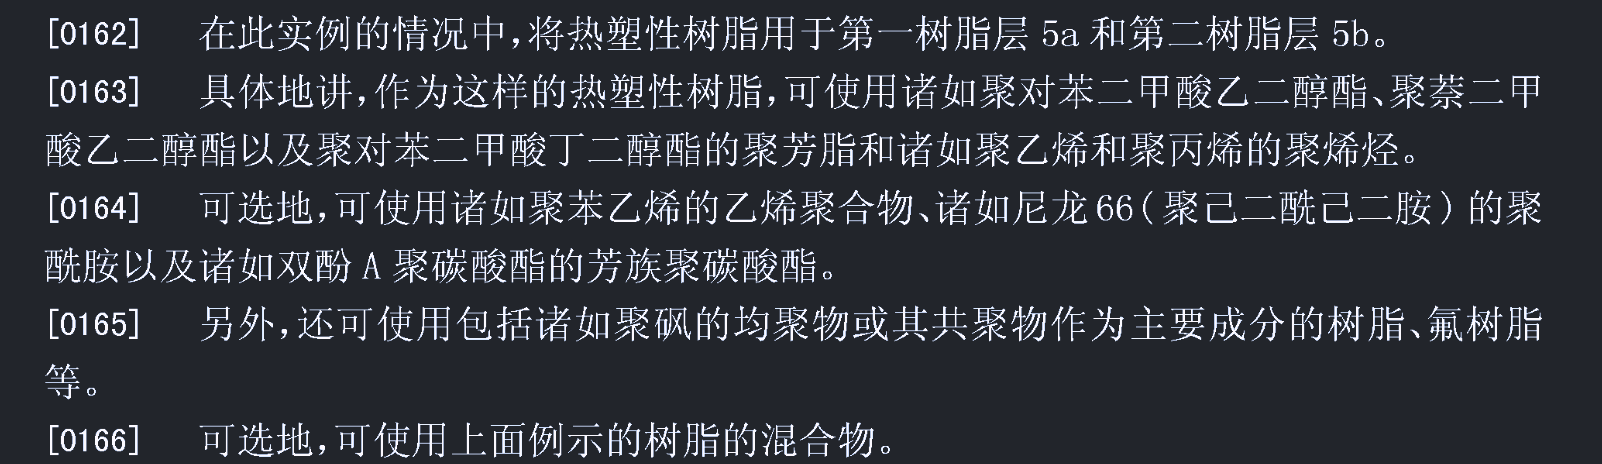 [0162] 在此实例的情况中,将热塑性树脂用于第一树脂层 5a 和第二树脂层 5b。
[0163] 具体地讲,作为这样的热塑性树脂,可使用诸如聚对苯二甲酸乙二醇酯、聚萘二甲
酸乙二醇酯以及聚对苯二甲酸丁二醇酯的聚芳脂和诸如聚乙烯和聚丙烯的聚烯烃。
[0164] 可选地,可使用诸如聚苯乙烯的乙烯聚合物、诸如尼龙 66(聚己二酰己二胺)的聚
酰胺以及诸如双酚 A 聚碳酸酯的芳族聚碳酸酯。
[0165] 另外,还可使用包括诸如聚砜的均聚物或其共聚物作为主要成分的树脂、氟树脂
等。
[0166] 可选地,可使用上面例示的树脂的混合物。